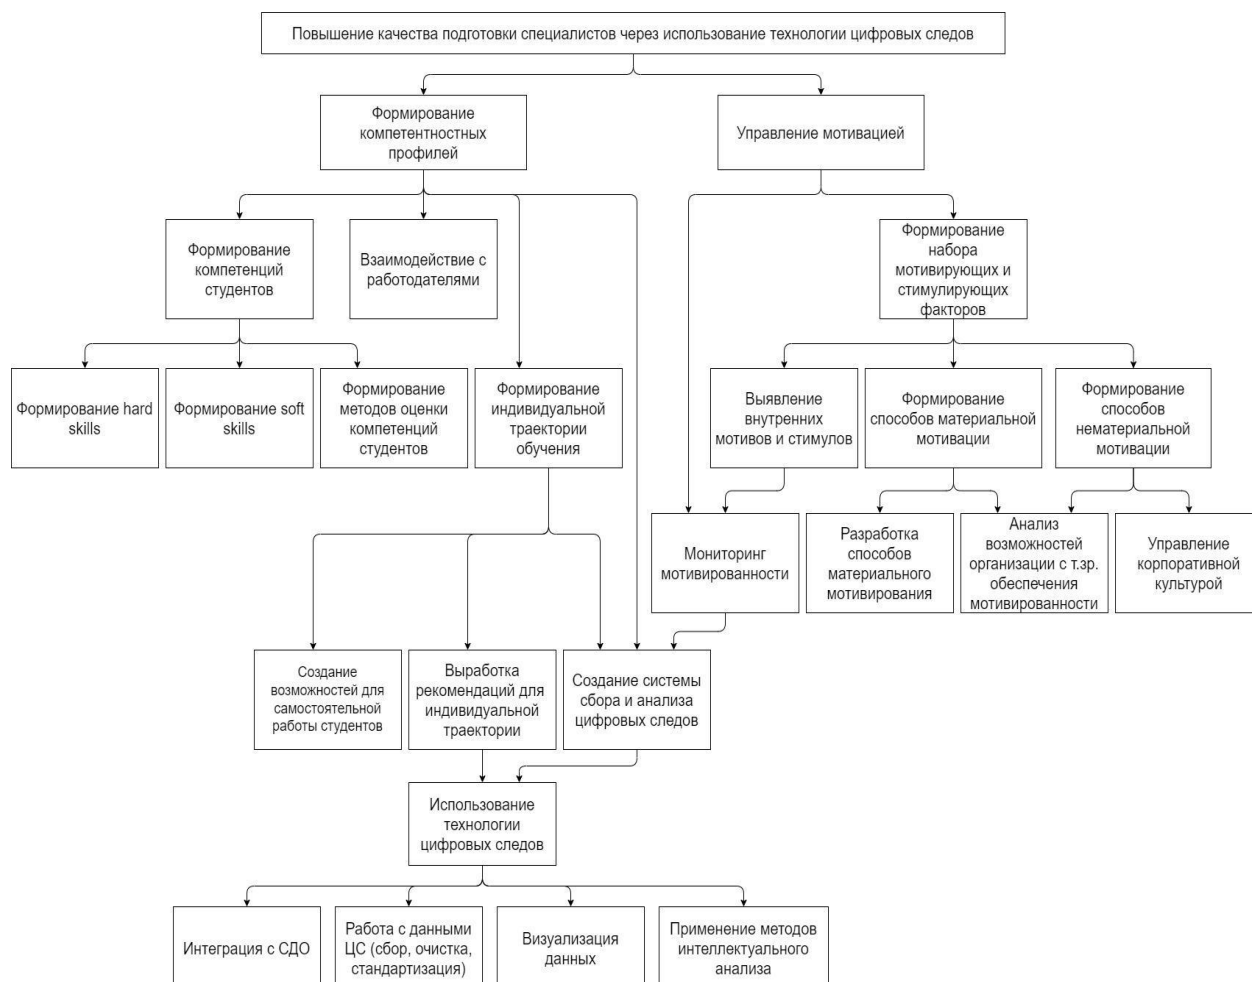 Повышение качества подготовки специалистов через использование технологии цифровых следов
Формирование
компетентностных
профилей
Управление мотивацией
Формирование
компетенций
студентов
Взаимодействие с
работодателями
Формирование
набора
мотивирующих и
стимулирующих
факторов
Формирование hard
skills
Формирование soft
skills
Формирование
методов оценки
компетенций
студентов
Формирование
индивидуальной
траектории
обучения
Выявление
внутренних
мотивов и стимулов
Формирование
способов материальной
мотивации
Формирование
способов
нематериальной
мотивации
Мониторинг
мотивированности
Разработка
способов
материального
мотивирования
Анализ
возможностей
организации с т.зр.
обеспечения
мотивированности
Управление
корпоративной
культурой
Создание
возможностей для
самостоятельной
работы студентов
Выработка
рекомендаций для
индивидуальной
траектории
Создание системы
сбора и анализа
цифровых следов
Использование
технологии
цифровых следов
Интеграция с СДО
Работа с данными
ЦС (сбор, очистка,
стандартизация)
Визуализация
данных
Применение методов
интеллектуального
анализа